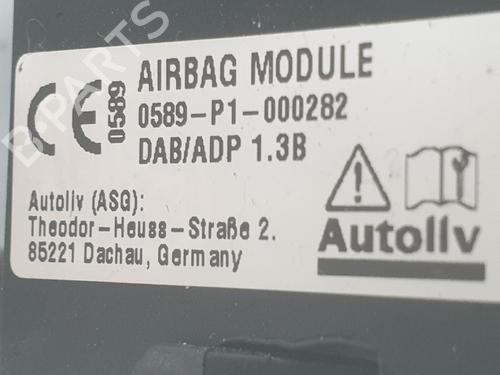 CE
0589
AIRBAG MODULE
0589-P1-000282
DAB/ADP 1.3B
Autoliv (ASG):
Theodor-Heuss-Straße 2.
85221 Dachau, Germany
Autoliv
B-PARTS